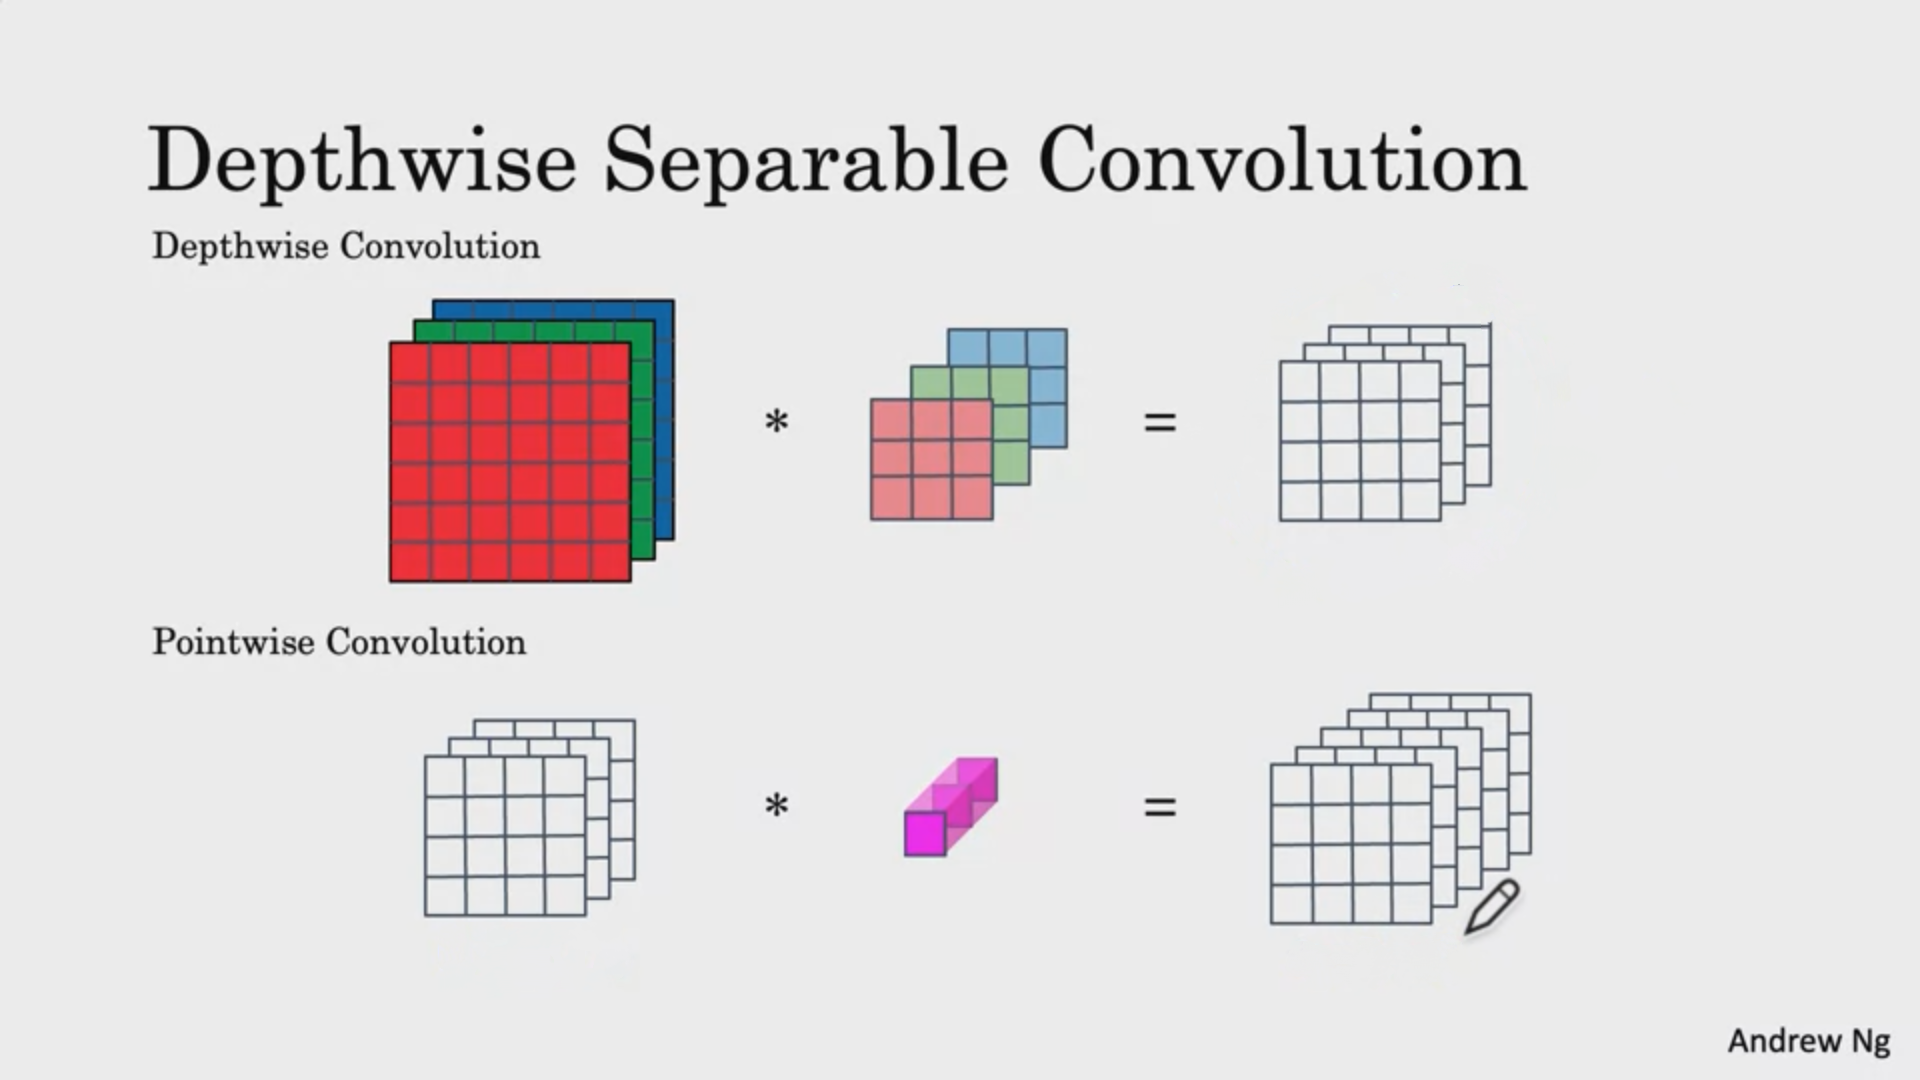 Depthwise Separable Convolution
Depthwise Convolution
* =
Pointwise Convolution
* =
Andrew Ng